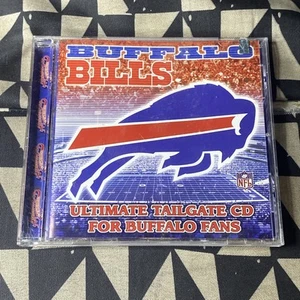 BUFFALO
BILLS
NFL
ULTIMATE TAILGATE CD
FOR BUFFALO FANS